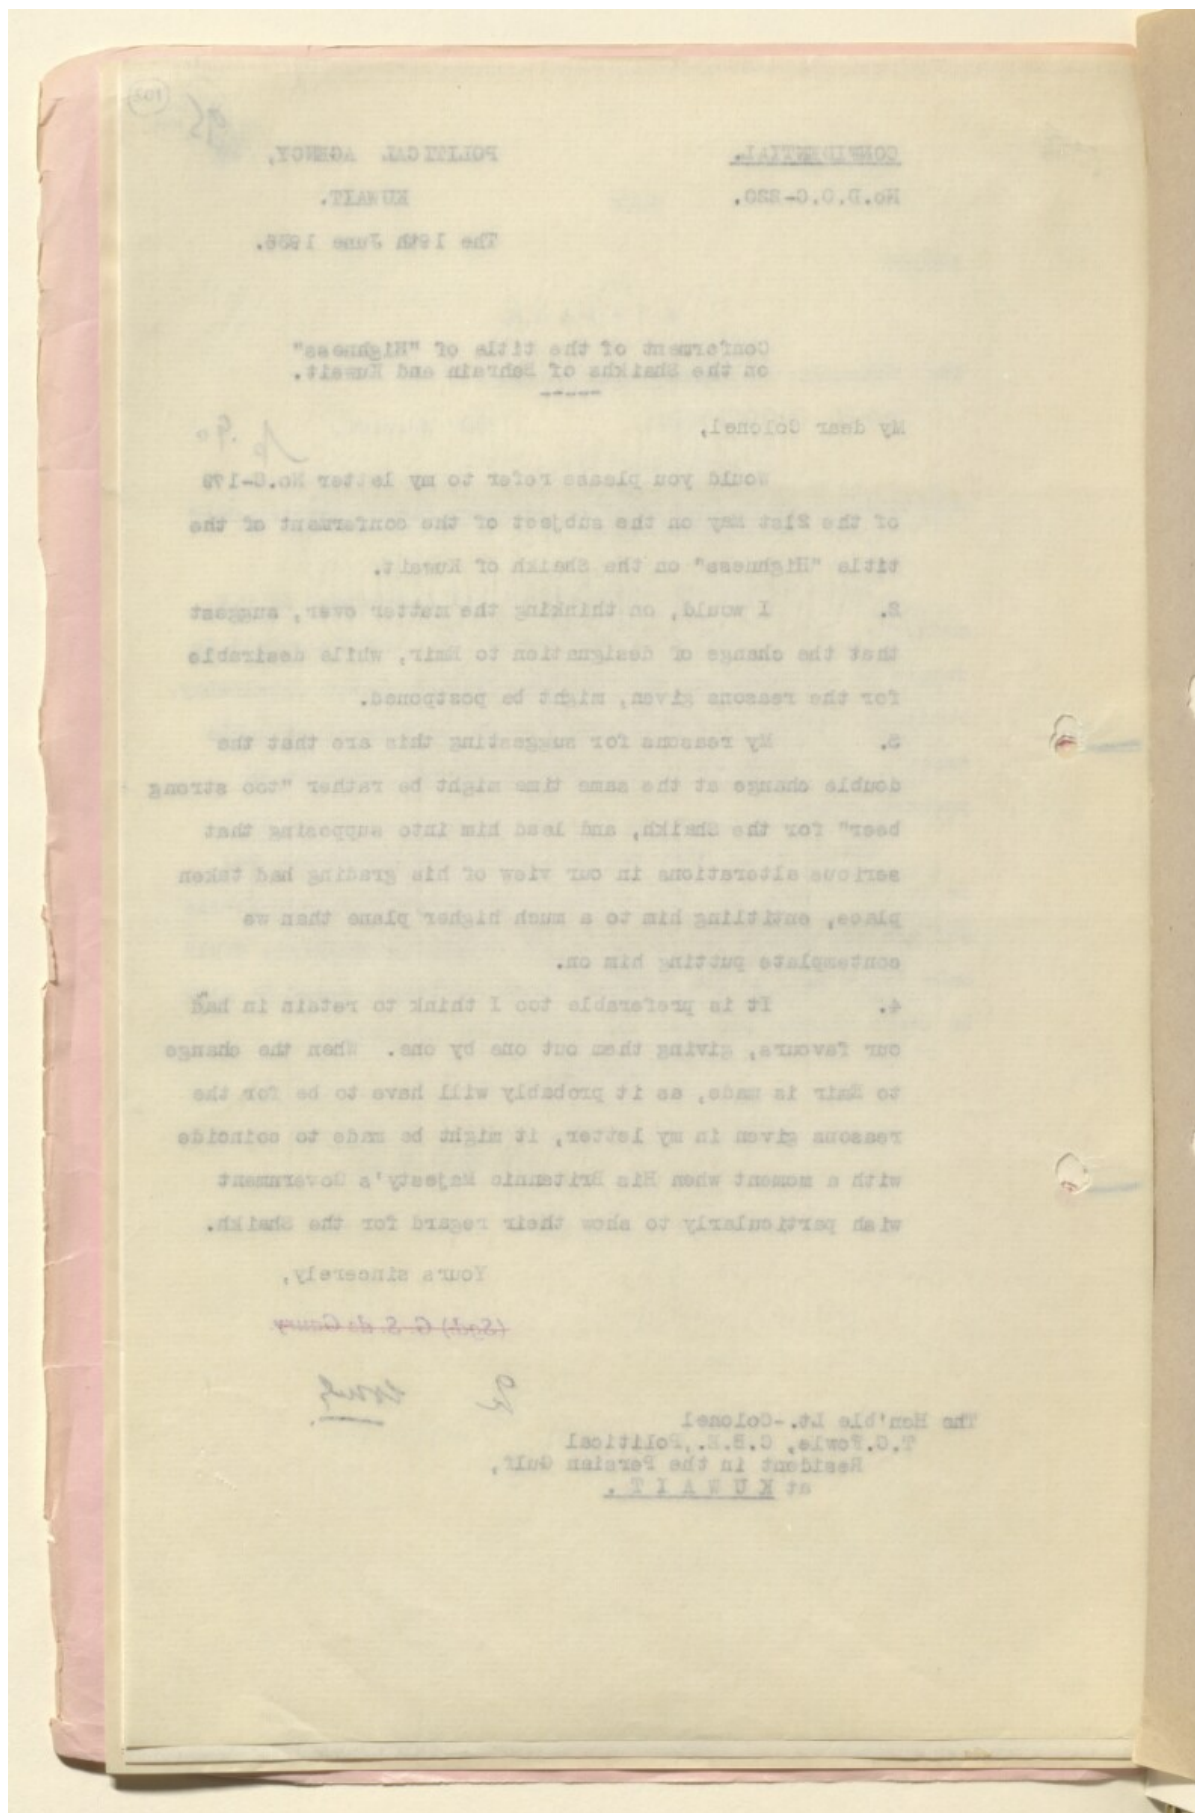 95
CONFIDENTIAL.
POLITICAL AGENCY,
No.D.O.C-220.
KUWAIT.
The 19th June 1936.
Conferment of the title of "Highness"
on the Shaikhs of Bahrain and Kuwait.
-----
My dear Colonel,
p.90
Would you please refer to my letter No.C-179
of the 21st May on the subject of the conferment of the
title "Highness" on the Shaikh of Kuwait.
2. I would, on thinking the matter over, suggest
that the change of designation to Emir, while desirable
for the reasons given, might be postponed.
3. My reasons for suggesting this are that the
double change at the same time might be rather "too strong
beer" for the Shaikh, and lead him into supposing that
serious alterations in our view of his grading had taken
place, entitling him to a much higher plane than we
contemplate putting him on.
4. It is preferable too I think to retain in hand
our favours, giving them out one by one. When the change
to Emir is made, as it probably will have to be for the
reasons given in my letter, it might be made to coincide
with a moment when His Britannic Majesty's Government
wish particularly to show their regard for the Shaikh.
Yours sincerely,
(Sgd) G. S. de Gaury
The Hon'ble Lt.-Colonel
T.C.Fowle, C.B.E.,Political
Resident in the Persian Gulf,
at KUWAIT.